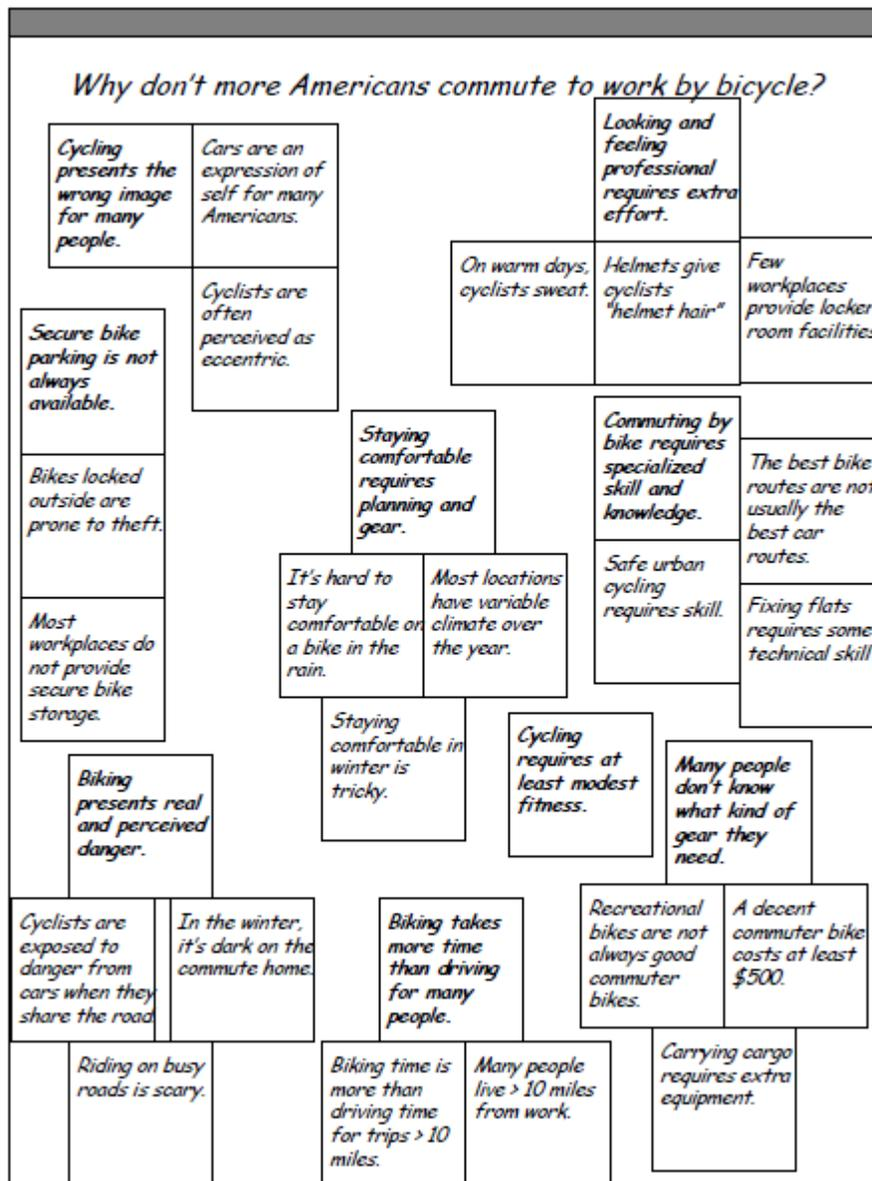 Why don't more Americans commute to work by bicycle?
Cycling
presents the
wrong image
for many
people.
Cars are an
expression of
self for many
Americans.
Cyclists are
often
perceived as
eccentric.
Looking and
feeling
professional
requires extra
effort.
On warm days,
cyclists sweat.
Helmets give
cyclists
"helmet hair"
Few
workplaces
provide locker
room facilities
Secure bike
parking is not
always
available.
Bikes locked
outside are
prone to theft.
Most
workplaces do
not provide
secure bike
storage.
Staying
comfortable
requires
planning and
gear.
It's hard to
stay
comfortable on
a bike in the
rain.
Most locations
have variable
climate over
the year.
Staying
comfortable in
winter is
tricky.
Commuting by
bike requires
specialized
skill and
knowledge.
The best bike
routes are not
usually the
best car
routes.
Safe urban
cycling
requires skill.
Fixing flats
requires some
technical skill
Cycling
requires at
least modest
fitness.
Many people
don't know
what kind of
gear they
need.
Recreational
bikes are not
always good
commuter
bikes.
A decent
commuter bike
costs at least
$500.
Carrying cargo
requires extra
equipment.
Biking
presents real
and perceived
danger.
Cyclists are
exposed to
danger from
cars when they
share the road
In the winter,
it's dark on the
commute home.
Riding on busy
roads is scary.
Biking takes
more time
than driving
for many
people.
Biking time is
more than
driving time
for trips > 10
miles.
Many people
live > 10 miles
from work.